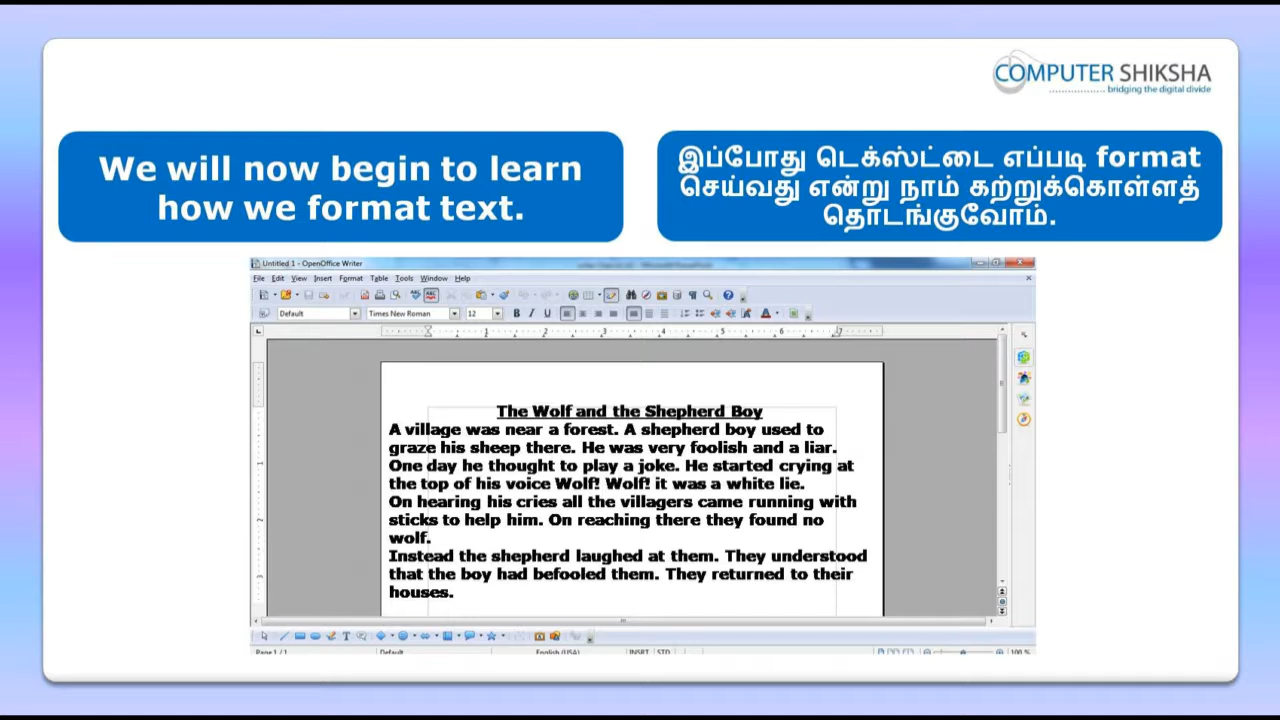 COMPUTER SHIKSHA
bridging the digital divide
We will now begin to learn
how we format text.
இப்போது டெக்ஸ்ட்டை எப்படி format
செய்வது என்று நாம் கற்றுக்கொள்ளத்
தொடங்குவோம்.
Untitled 1 - OpenOffice Writer
File Edit View Insert Format Table Tools Window Help
Default Times New Roman 12
1 2 3 4 5 6 7
The Wolf and the Shepherd Boy
A village was near a forest. A shepherd boy used to
graze his sheep there. He was very foolish and a liar.
One day he thought to play a joke. He started crying at
the top of his voice Wolf! Wolf! it was a white lie.
On hearing his cries all the villagers came running with
sticks to help him. On reaching there they found no
wolf.
Instead the shepherd laughed at them. They understood
that the boy had befooled them. They returned to their
houses.
Page 1 / 1 Default English (USA) INSRT STD 100 %